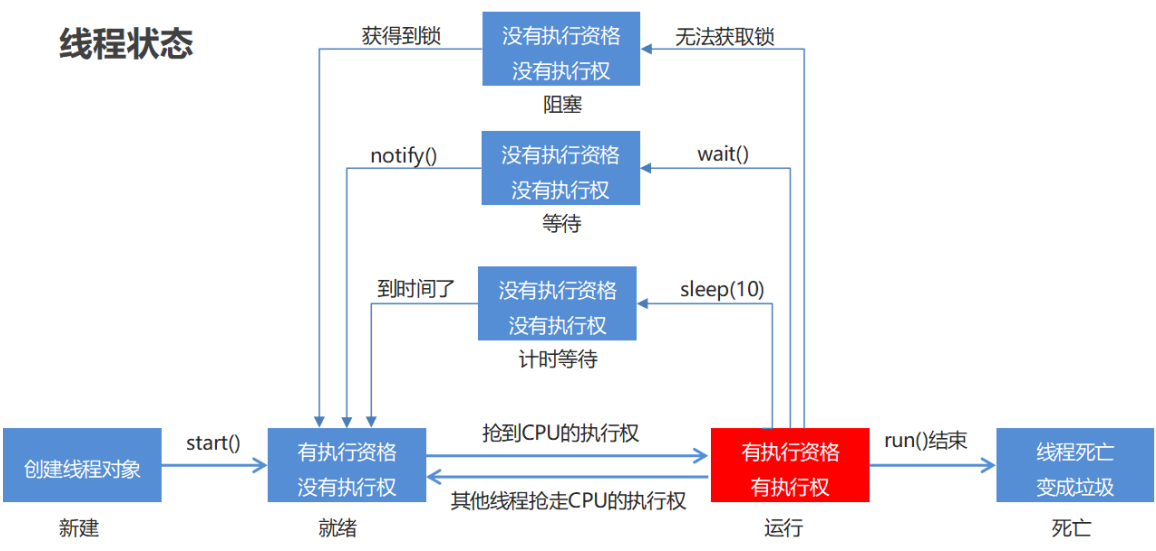 线程状态
获得到锁
没有执行资格
没有执行权
无法获取锁
阻塞
notify()
没有执行资格
没有执行权
wait()
等待
到时间了
没有执行资格
没有执行权
sleep(10)
计时等待
创建线程对象
start()
有执行资格
没有执行权
抢到CPU的执行权
其他线程抢走CPU的执行权
有执行资格
有执行权
run()结束
线程死亡
变成垃圾
新建
就绪
运行
死亡